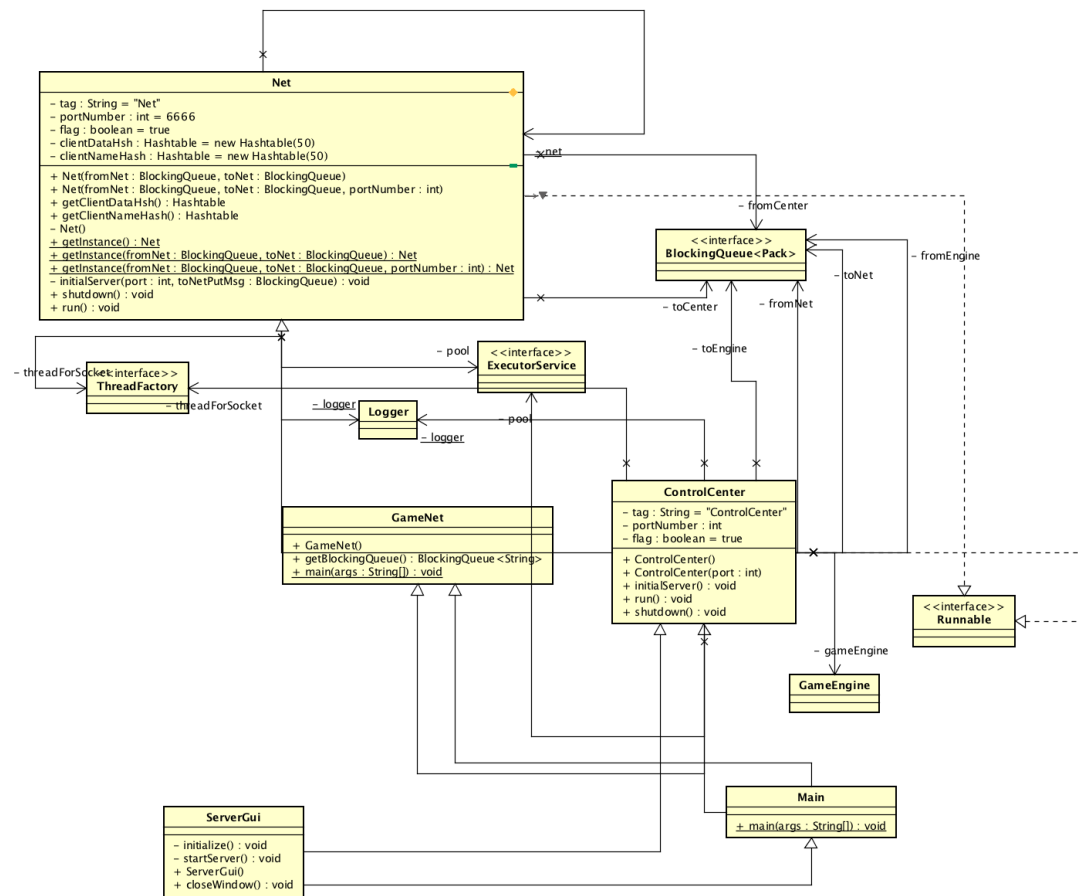 Net
– tag : String = "Net"
– portNumber : int = 6666
– flag : boolean = true
– clientDataHsh : Hashtable = new Hashtable(50)
– clientNameHash : Hashtable = new Hashtable(50)
+ Net(fromNet : BlockingQueue, toNet : BlockingQueue)
+ Net(fromNet : BlockingQueue, toNet : BlockingQueue, portNumber : int)
+ getClientDataHsh() : Hashtable
+ getClientNameHash() : Hashtable
– Net()
+ getInstance() : Net
+ getInstance(fromNet : BlockingQueue, toNet : BlockingQueue) : Net
+ getInstance(fromNet : BlockingQueue, toNet : BlockingQueue, portNumber : int) : Net
– initialServer(port : int, toNetPutMsg : BlockingQueue) : void
+ shutdown() : void
+ run() : void
net
– fromCenter
<<interface>>
BlockingQueue<Pack>
– fromEngine
– toNet
– fromNet
– toCenter
– toEngine
– pool
<<interface>>
ExecutorService
– threadForSocket
<<interface>>
ThreadFactory
– threadForSocket
– logger
Logger
– pool
– logger
GameNet
+ GameNet()
+ getBlockingQueue() : BlockingQueue<String>
+ main(args : String[]) : void
ControlCenter
– tag : String = "ControlCenter"
– portNumber : int
– flag : boolean = true
+ ControlCenter()
+ ControlCenter(port : int)
+ initialServer() : void
+ run() : void
+ shutdown() : void
<<interface>>
Runnable
– gameEngine
GameEngine
Main
+ main(args : String[]) : void
ServerGui
– initialize() : void
– startServer() : void
+ ServerGui()
+ closeWindow() : void